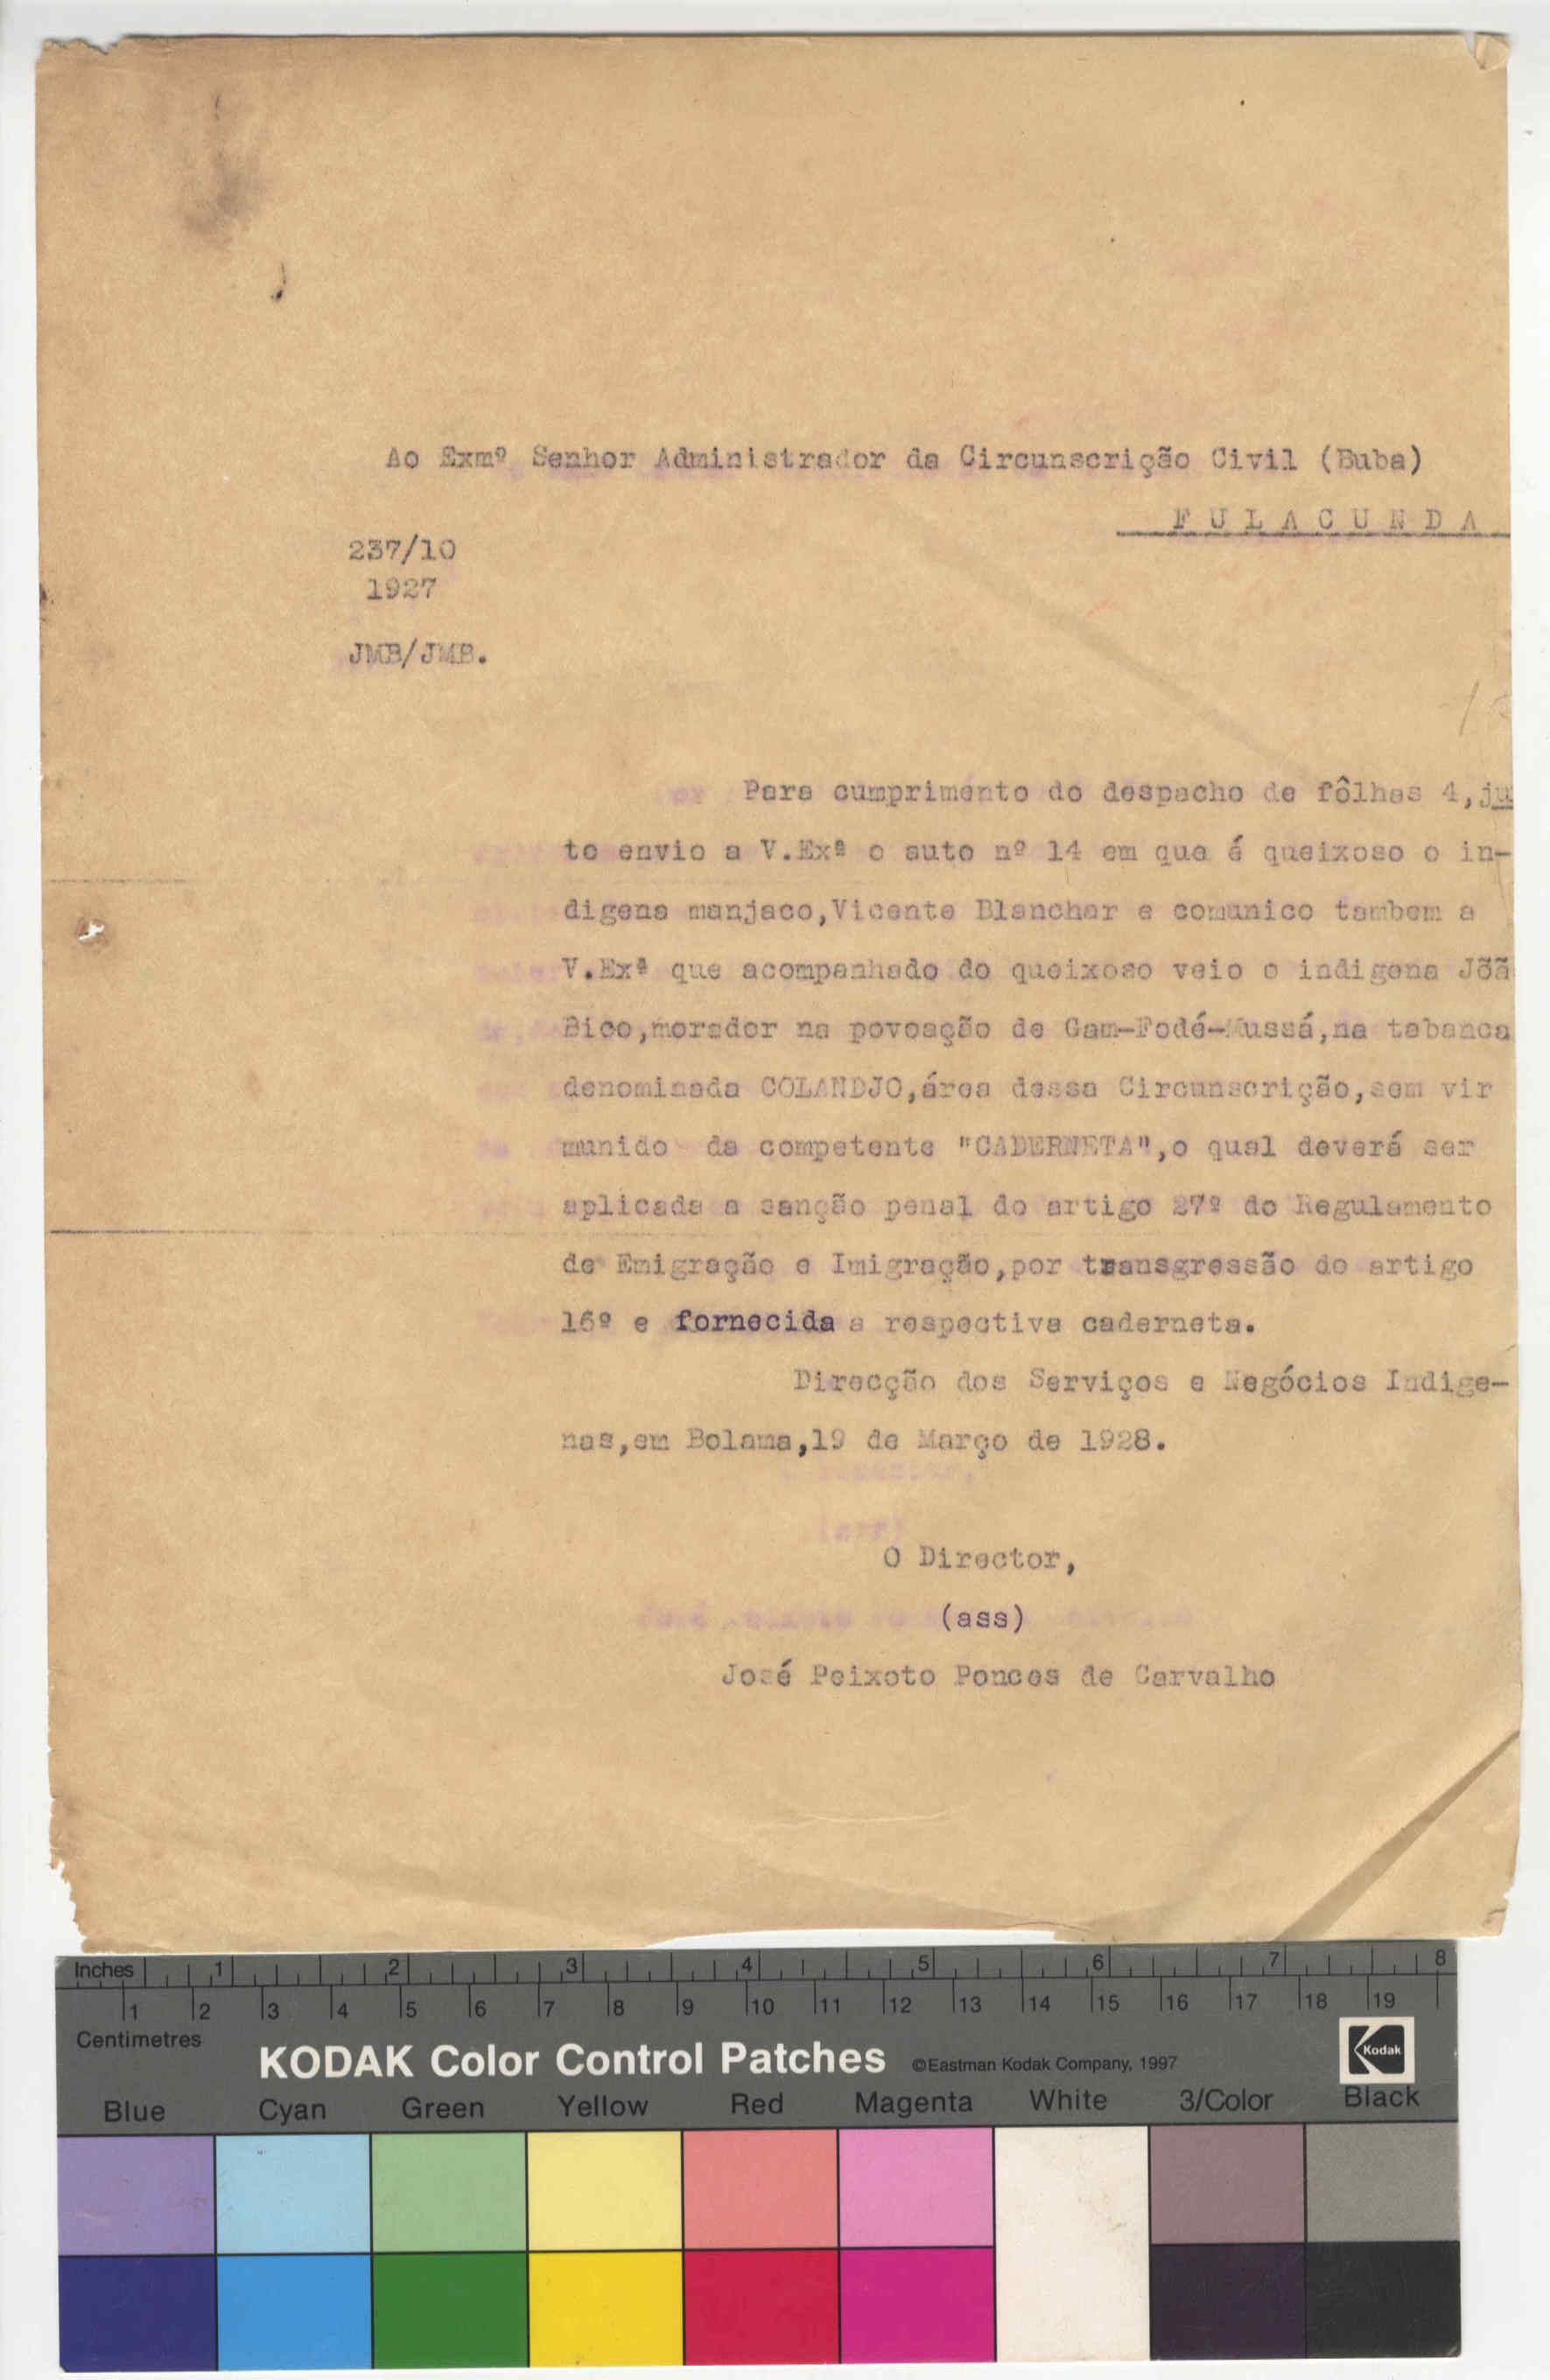 Ao Exmº Senhor Administrador da Circunscrição Civil (Buba)
FULACUNDA
237/10
1927
JMB/JMB.
Para cumprimento do despacho de fôlhas 4,ju
to envio a V.Exª o auto nº 14 em que é queixoso o in-
digena manjaco,Vicente Blanchar e comunico tambem a
V.Exª que acompanhado do queixoso veio o indigena Jõã
Bico,morador na povoação de Gam-Fodé-Mussá,na tabanca
denominada COLANDJO,área dessa Circunscrição,sem vir
munido da competente "CADERNETA",o qual deverá ser
aplicada a sanção penal do artigo 27º do Regulamento
de Emigração e Imigração,por transgressão do artigo
16º e fornecida a respectiva caderneta.
Direcção dos Serviços e Negócios Indige-
nas,em Bolama,19 de Março de 1928.
O Director,
(ass)
José Peixoto Ponces de Carvalho
Inches 1 2 3 4 5 6 7 8
1 2 3 4 5 6 7 8 9 10 11 12 13 14 15 16 17 18 19
Centimetres
KODAK Color Control Patches ©Eastman Kodak Company, 1997 Kodak
Blue Cyan Green Yellow Red Magenta White 3/Color Black